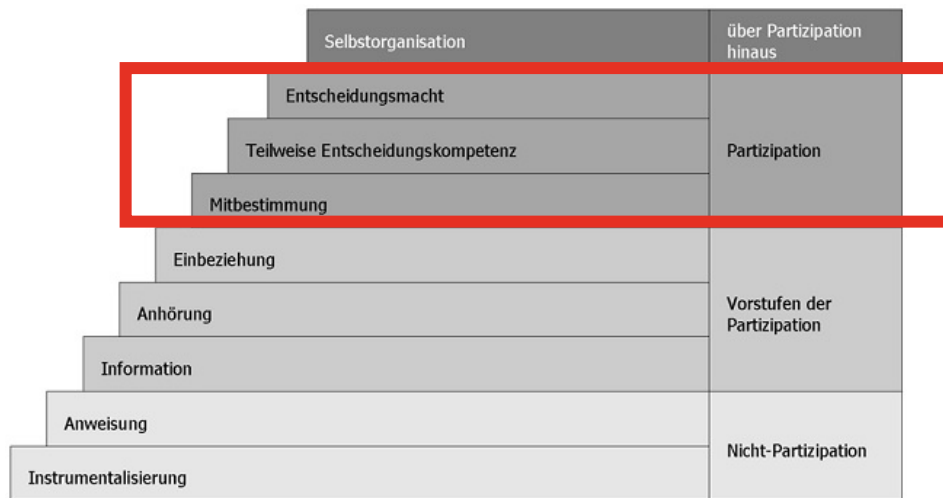 Selbstorganisation
über Partizipation
hinaus
Entscheidungsmacht
Teilweise Entscheidungskompetenz
Partizipation
Mitbestimmung
Einbeziehung
Anhörung
Vorstufen der
Partizipation
Information
Anweisung
Nicht-Partizipation
Instrumentalisierung